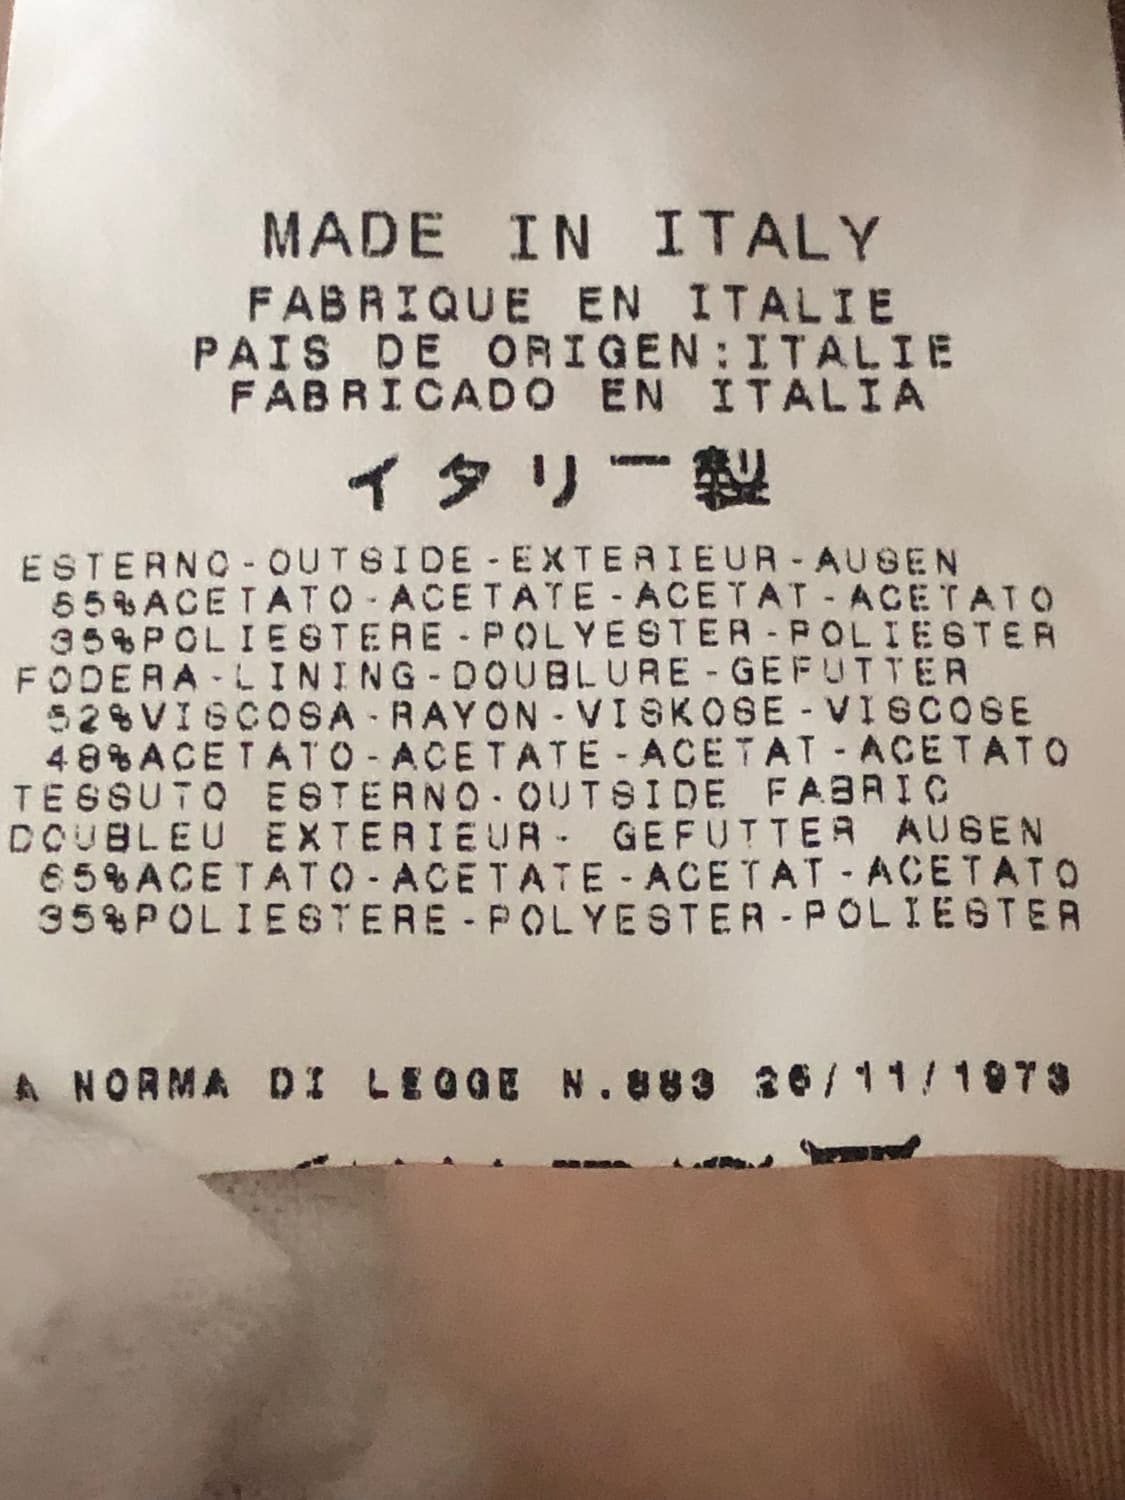 MADE IN ITALY
FABRIQUE EN ITALIE
PAIS DE ORIGEN:ITALIE
FABRICADO EN ITALIA
イタリー製
ESTERNO-OUTSIDE-EXTERIEUR-AUSEN
65%ACETATO-ACETATE-ACETAT-ACETATO
35%POLIESTERE-POLYESTER-POLIESTER
FODERA-LINING-DOUBLURE-GEFUTTER
52%VISCOSA-RAYON-VISKOSE-VISCOSE
48%ACETATO-ACETATE-ACETAT-ACETATO
TESSUTO ESTERNO-OUTSIDE FABRIC
DOUBLEU EXTERIEUR- GEFUTTER AUSEN
65%ACETATO-ACETATE-ACETAT-ACETATO
35%POLIESTERE-POLYESTER-POLIESTER
A NORMA DI LEGGE N.883 26/11/1973